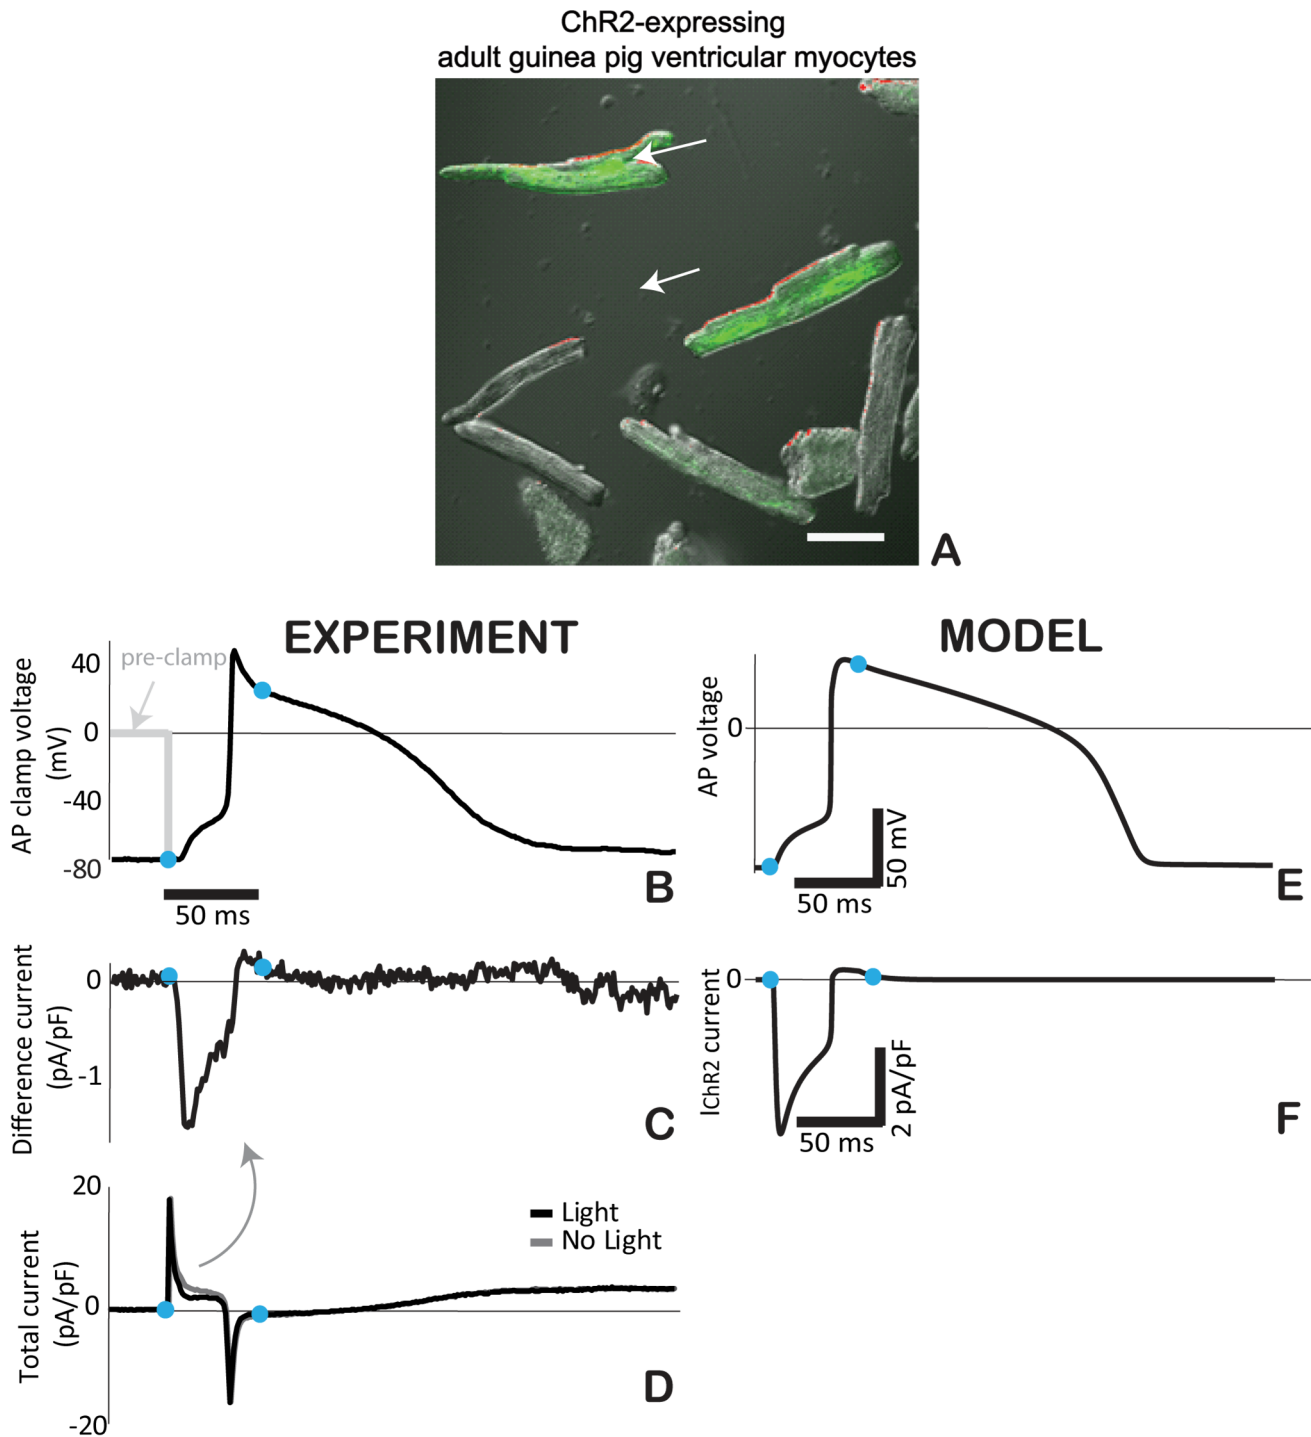 ChR2-expressing
adult guinea pig ventricular myocytes
A
EXPERIMENT
MODEL
AP clamp voltage
(mV)
40
0
-40
-80
pre-clamp
50 ms
B
AP voltage
0
50 mV
50 ms
E
Difference current
(pA/pF)
0
-1
C
IChR2 current
0
2 pA/pF
50 ms
F
Total current
(pA/pF)
20
0
-20
Light
No Light
D